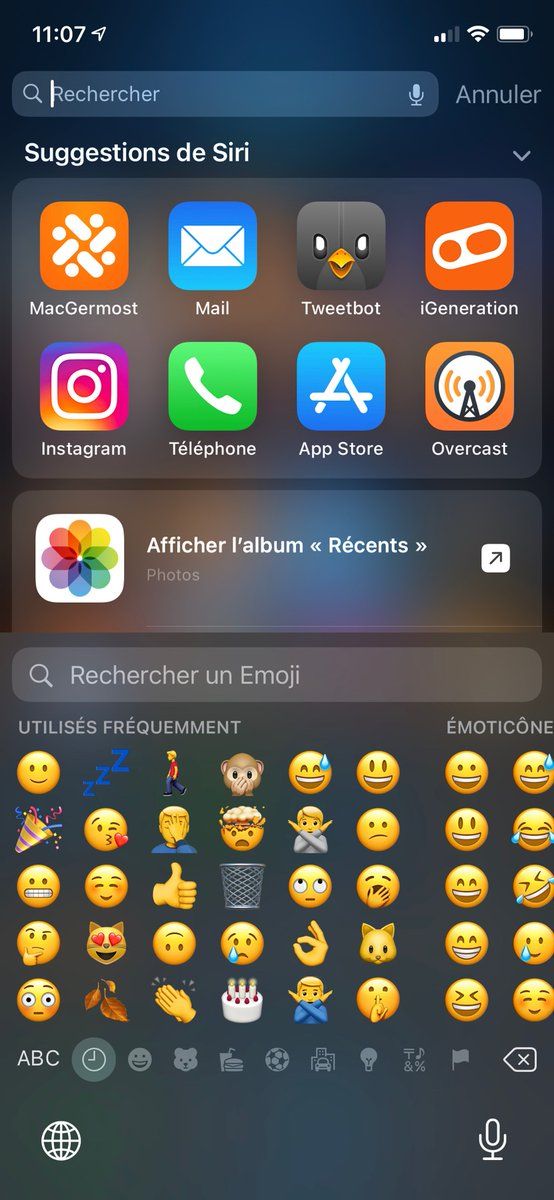 11:07
Rechercher
Annuler
Suggestions de Siri
MacGermost
Mail
Tweetbot
iGeneration
Instagram
Téléphone
App Store
Overcast
Afficher l’album « Récents »
Photos
Rechercher un Emoji
UTILISÉS FRÉQUEMMENT
ÉMOTICÔNE
ABC